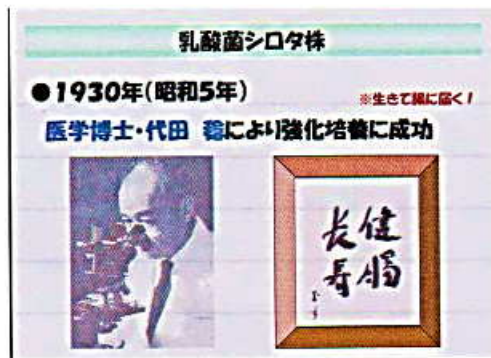 乳酸菌シロタ株
●1930年(昭和5年)
※生きて腸に届く!
医学博士・代田 稔により強化培養に成功
健腸
長寿